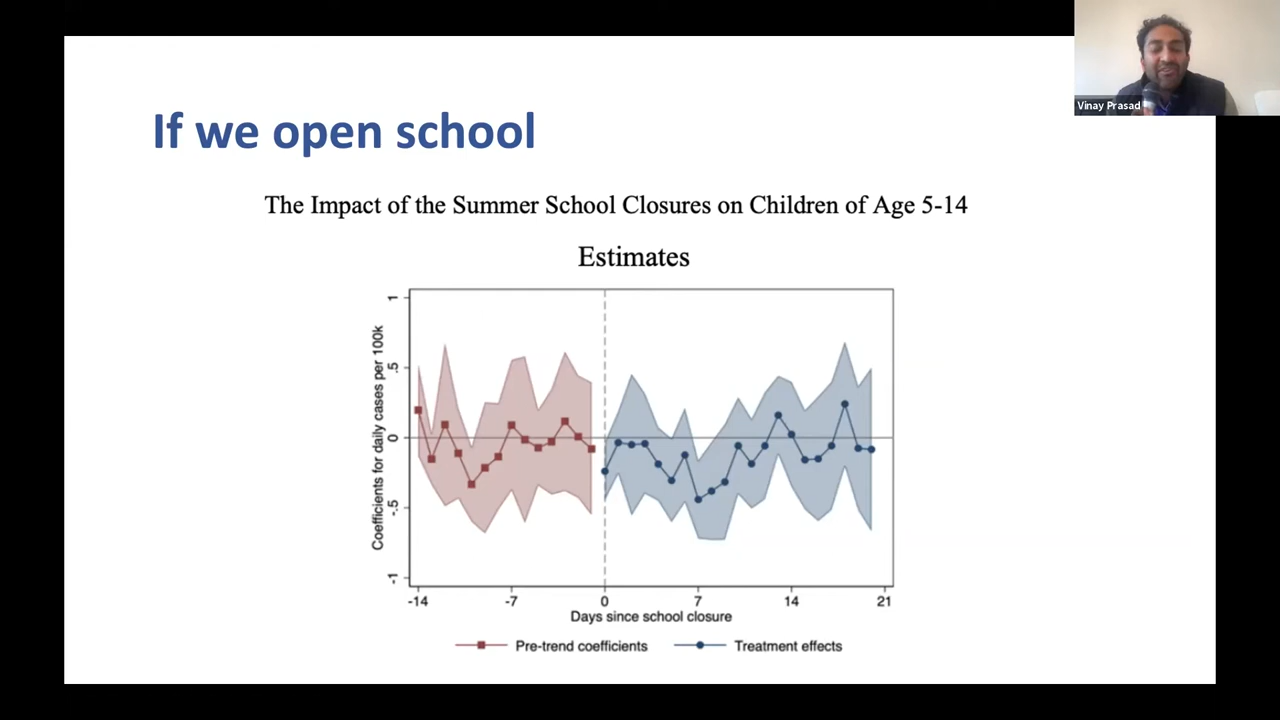 Vinay Prasad
If we open school
The Impact of the Summer School Closures on Children of Age 5-14
Estimates
Coefficients for daily cases per 100k
1
.5
0
-.5
-1
-14 -7 0 7 14 21
Days since school closure
Pre-trend coefficients Treatment effects